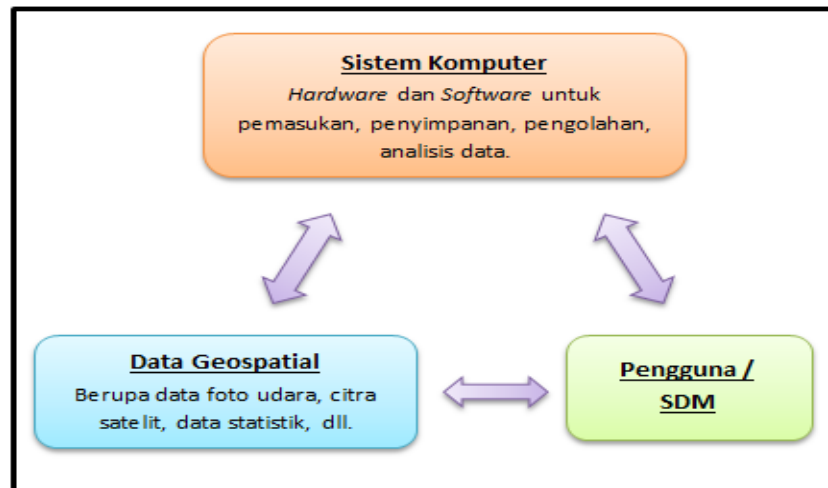 Sistem Komputer
Hardware dan Software untuk
pemasukan, penyimpanan, pengolahan,
analisis data.
Data Geospatial
Berupa data foto udara, citra
satelit, data statistik, dll.
Pengguna /
SDM